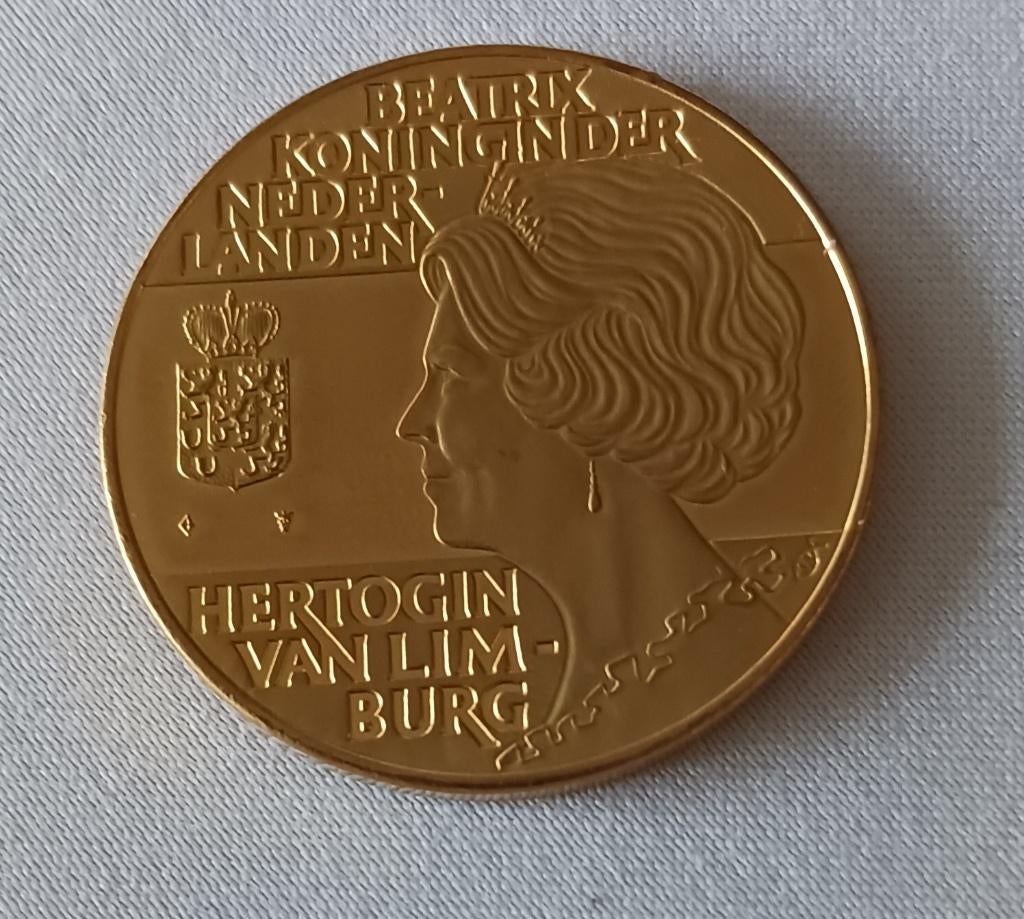 BEATRIX
KONINGIN DER
NEDER-
LANDEN
HERTOGIN
VAN LIM-
BURG